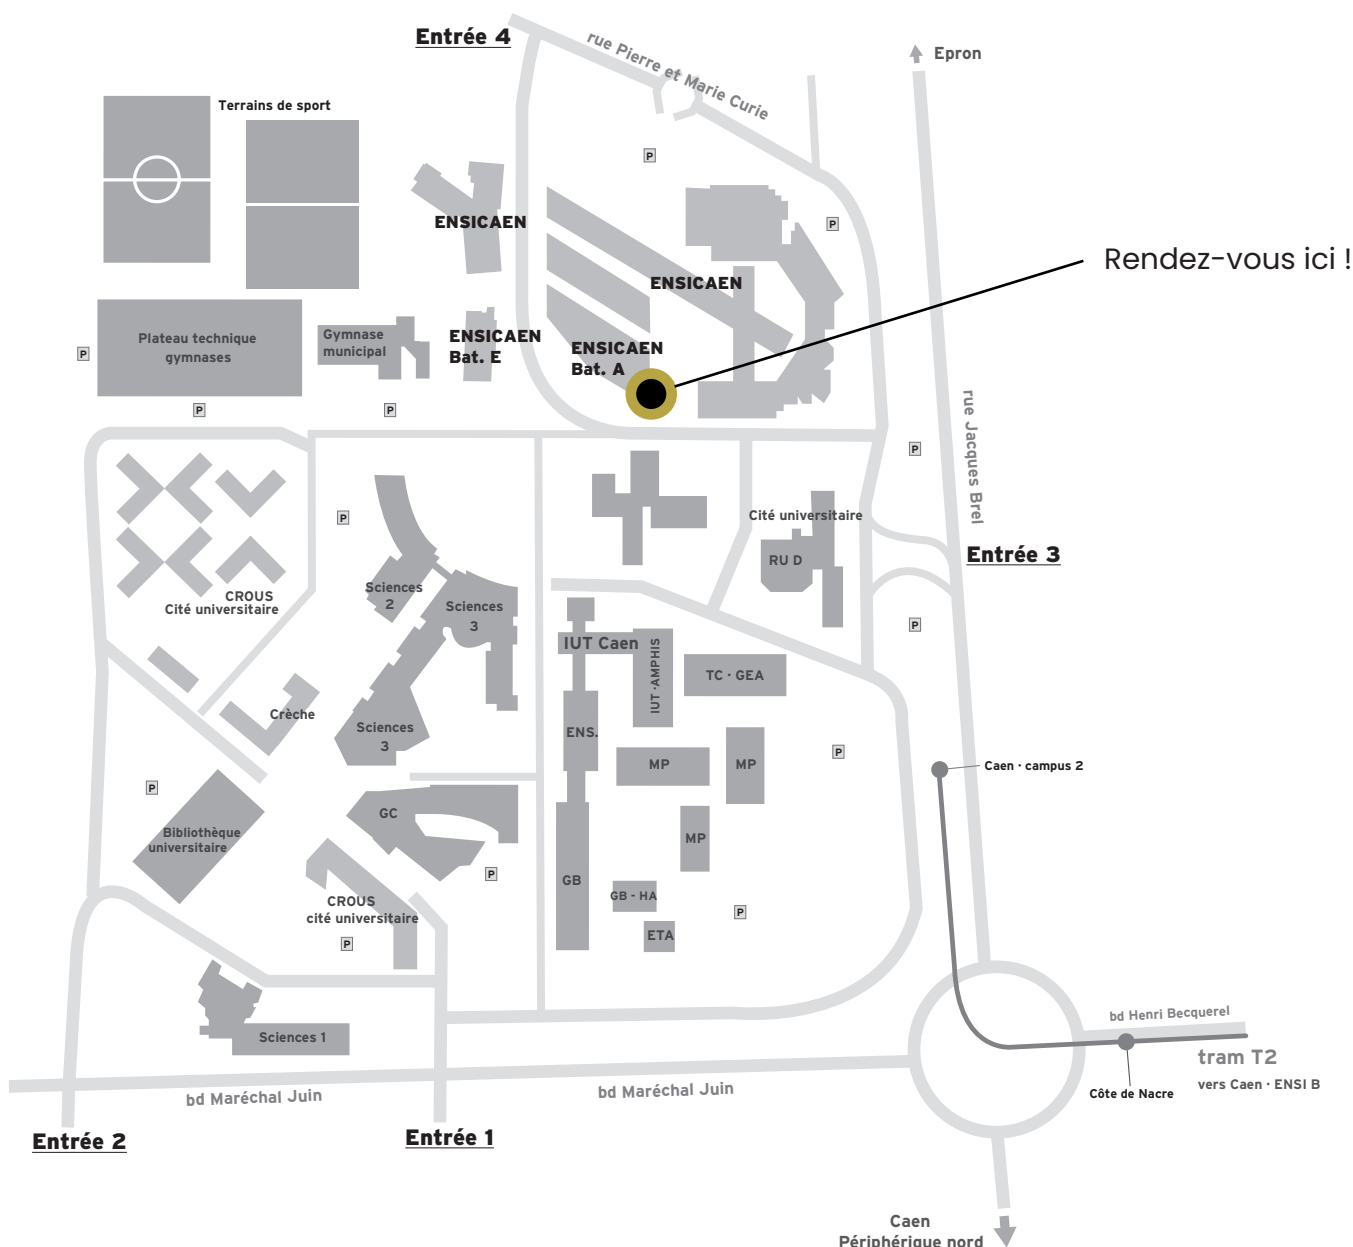 Entrée 4
rue Pierre et Marie Curie
Epron
Terrains de sport
P
P
ENSICAEN
Rendez-vous ici !
ENSICAEN
Plateau technique
gymnases
Gymnase
municipal
ENSICAEN
Bat. E
ENSICAEN
Bat. A
P
P
P
rue Jacques Brel
P
P
Cité universitaire
RU D
Entrée 3
CROUS
Cité universitaire
Sciences
2
Sciences
3
P
IUT Caen
IUT · AMPHIS
TC · GEA
Crèche
Sciences
3
ENS.
MP
MP
P
Caen · campus 2
P
Bibliothèque
universitaire
GC
MP
P
GB
GB - HA
P
ETA
CROUS
cité universitaire
P
Sciences 1
bd Henri Becquerel
tram T2
vers Caen · ENSI B
Côte de Nacre
bd Maréchal Juin
bd Maréchal Juin
Entrée 2
Entrée 1
Caen
Périphérique nord